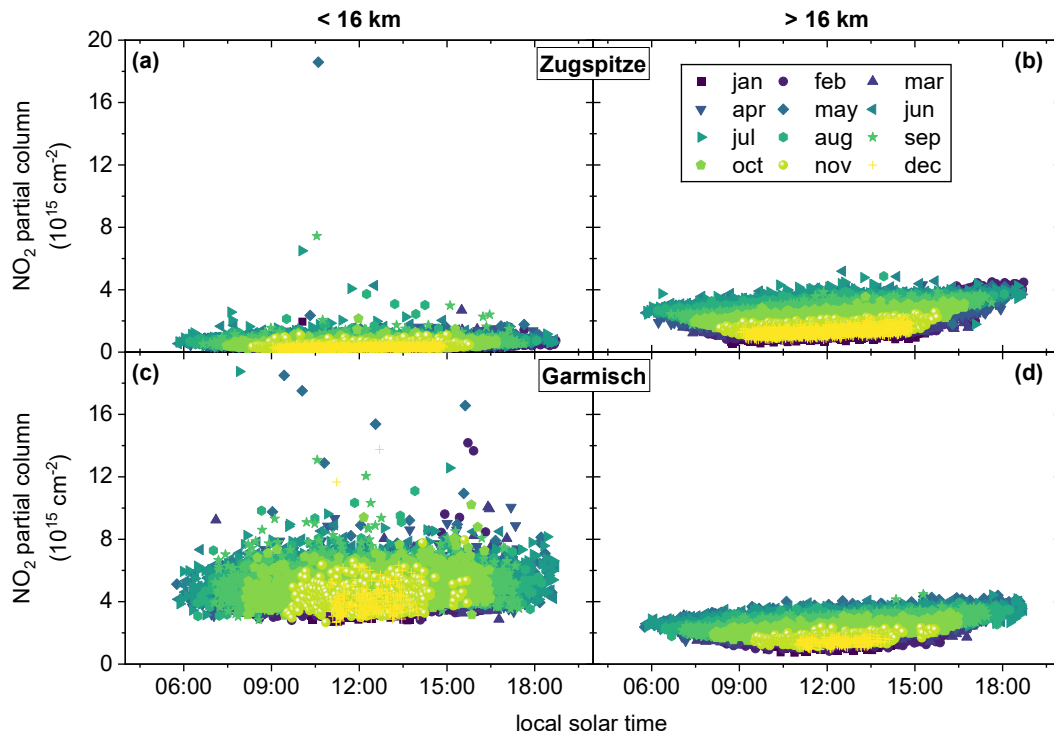 < 16 km > 16 km
(a) Zugspitze (b)
jan feb mar
apr may jun
jul aug sep
oct nov dec
20
16
12
8
4
0
NO2 partial column
(10^15 cm^-2)
(c) Garmisch (d)
16
12
8
4
0
NO2 partial column
(10^15 cm^-2)
06:00 09:00 12:00 15:00 18:00 06:00 09:00 12:00 15:00 18:00
local solar time